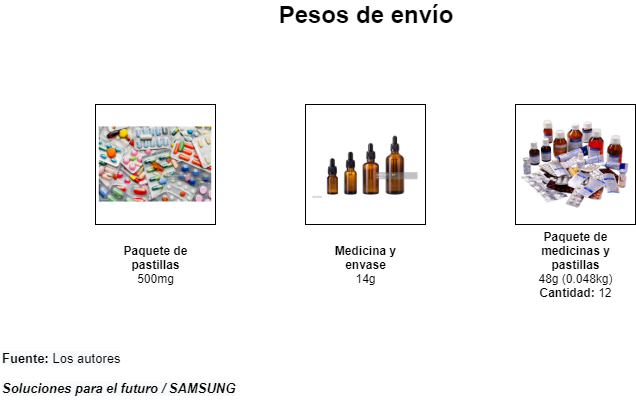 Pesos de envío
Paquete de
pastillas
500mg
Medicina y
envase
14g
Paquete de
medicinas y
pastillas
48g (0.048kg)
Cantidad: 12
Fuente: Los autores
Soluciones para el futuro / SAMSUNG